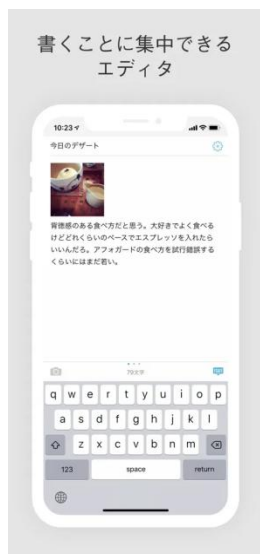 書くことに集中できる
エディタ
10:23
今日のデザート
背徳感のある食べ方だと思う。大好きでよく食べる
けどどれくらいのペースでエスプレッソを入れたら
いいんだろ。アフォガードの食べ方を試行錯誤する
くらいにはまだ若い。
79文字
q w e r t y u i o p
a s d f g h j k l
z x c v b n m
123 space return